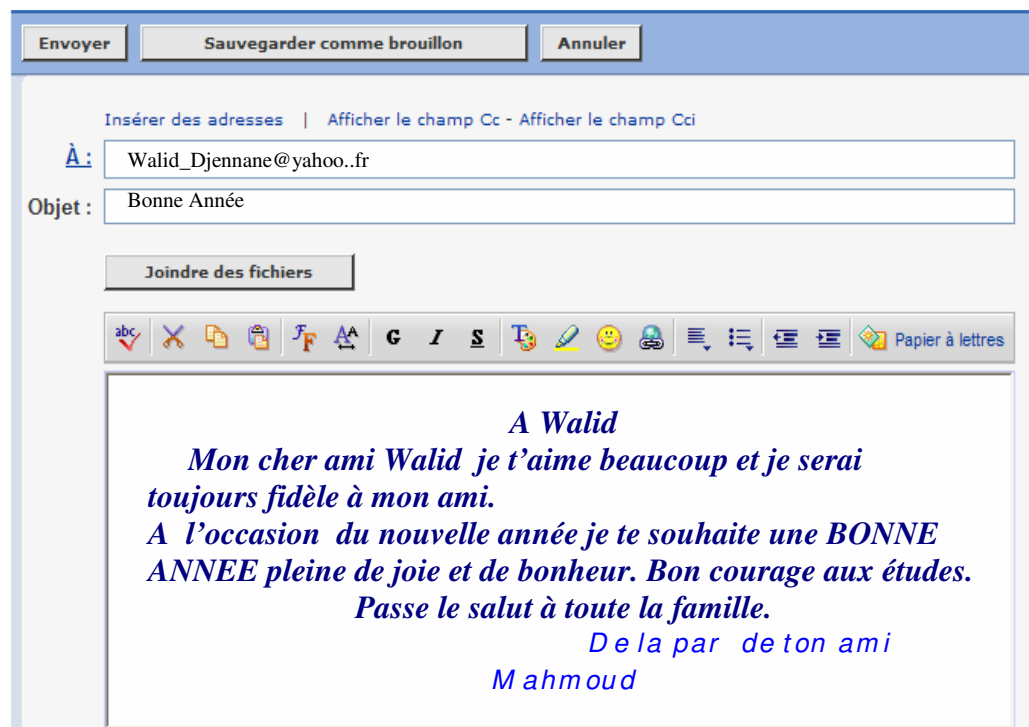 Envoyer Sauvegarder comme brouillon Annuler
Insérer des adresses | Afficher le champ Cc - Afficher le champ Cci
À : Walid_Djennane@yahoo..fr
Objet : Bonne Année
Joindre des fichiers
abc G I S Papier à lettres
A Walid
Mon cher ami Walid je t’aime beaucoup et je serai
toujours fidèle à mon ami.
A l’occasion du nouvelle année je te souhaite une BONNE
ANNEE pleine de joie et de bonheur. Bon courage aux études.
Passe le salut à toute la famille.
De la par de ton ami
Mahmoud